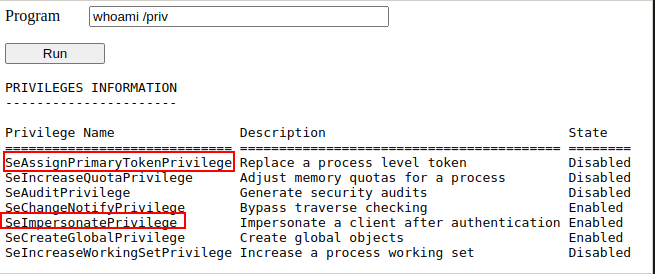 Program whoami /priv
Run
PRIVILEGES INFORMATION
----------------------
Privilege Name Description State
============================= ========================================= ========
SeAssignPrimaryTokenPrivilege Replace a process level token Disabled
SeIncreaseQuotaPrivilege Adjust memory quotas for a process Disabled
SeAuditPrivilege Generate security audits Disabled
SeChangeNotifyPrivilege Bypass traverse checking Enabled
SeImpersonatePrivilege Impersonate a client after authentication Enabled
SeCreateGlobalPrivilege Create global objects Enabled
SeIncreaseWorkingSetPrivilege Increase a process working set Disabled